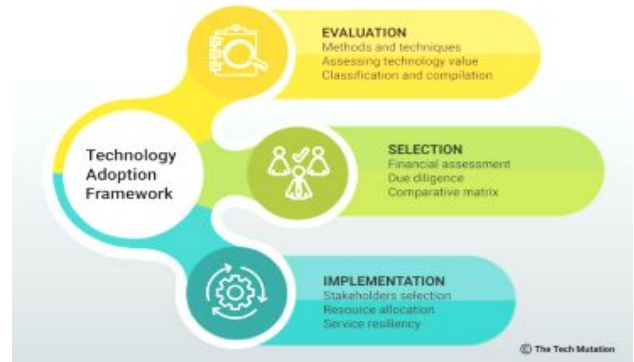 EVALUATION
Methods and techniques
Assessing technology value
Classification and compilation
Technology
Adoption
Framework
SELECTION
Financial assessment
Due diligence
Comparative matrix
IMPLEMENTATION
Stakeholders selection
Resource allocation
Service resiliency
© The Tech Mutation